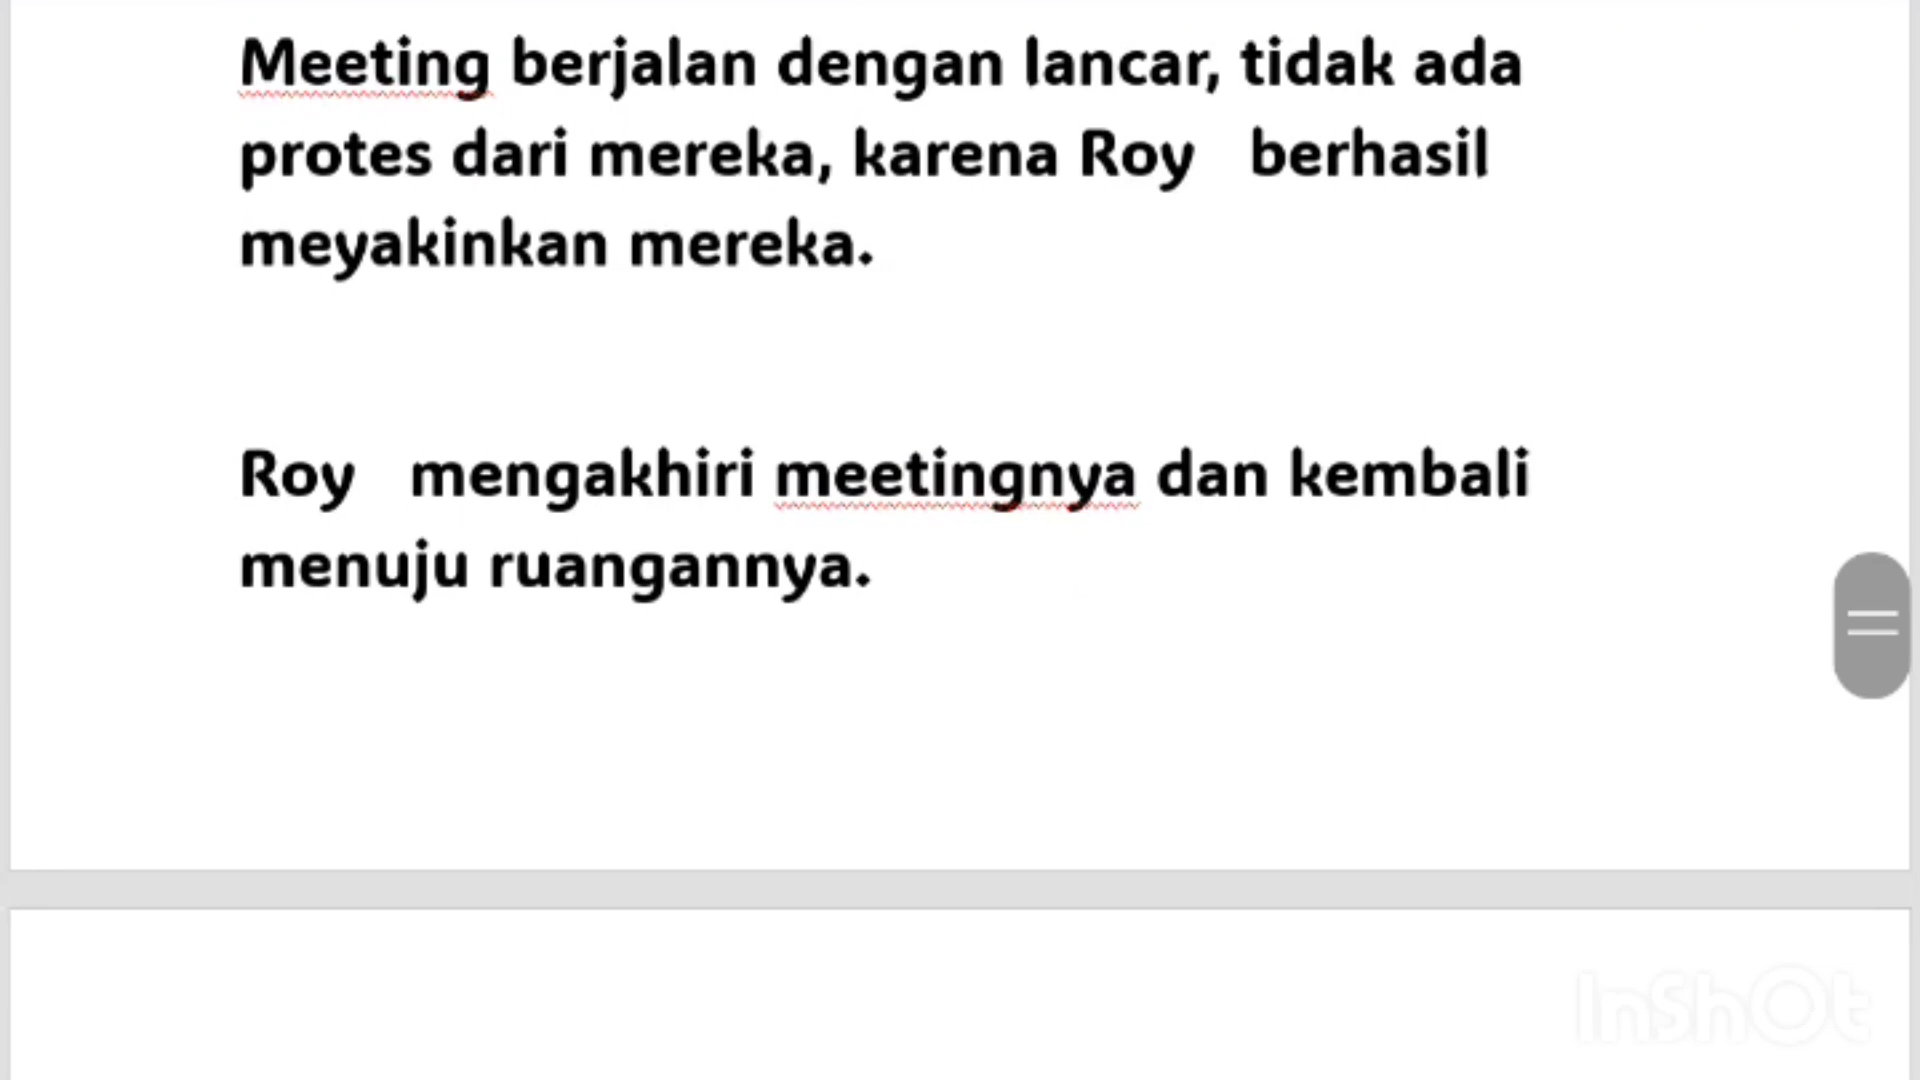 Meeting berjalan dengan lancar, tidak ada
protes dari mereka, karena Roy   berhasil
meyakinkan mereka.
Roy   mengakhiri meetingnya dan kembali
menuju ruangannya.
InShOt